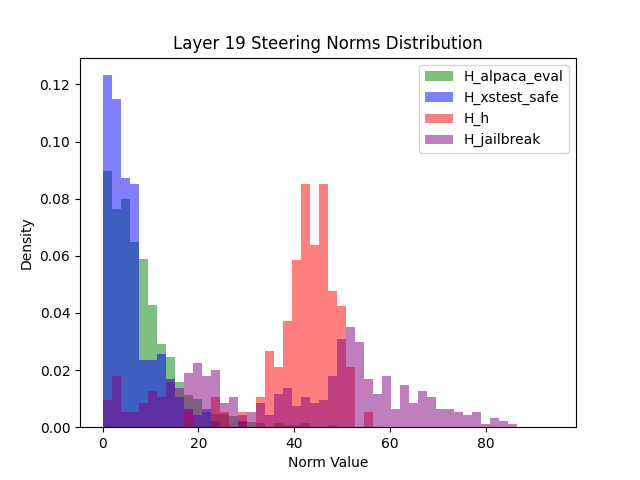 Layer 19 Steering Norms Distribution
H_alpaca_eval
H_xstest_safe
H_h
H_jailbreak
0.12
0.10
0.08
0.06
0.04
0.02
0.00
Density
0
20
40
60
80
Norm Value